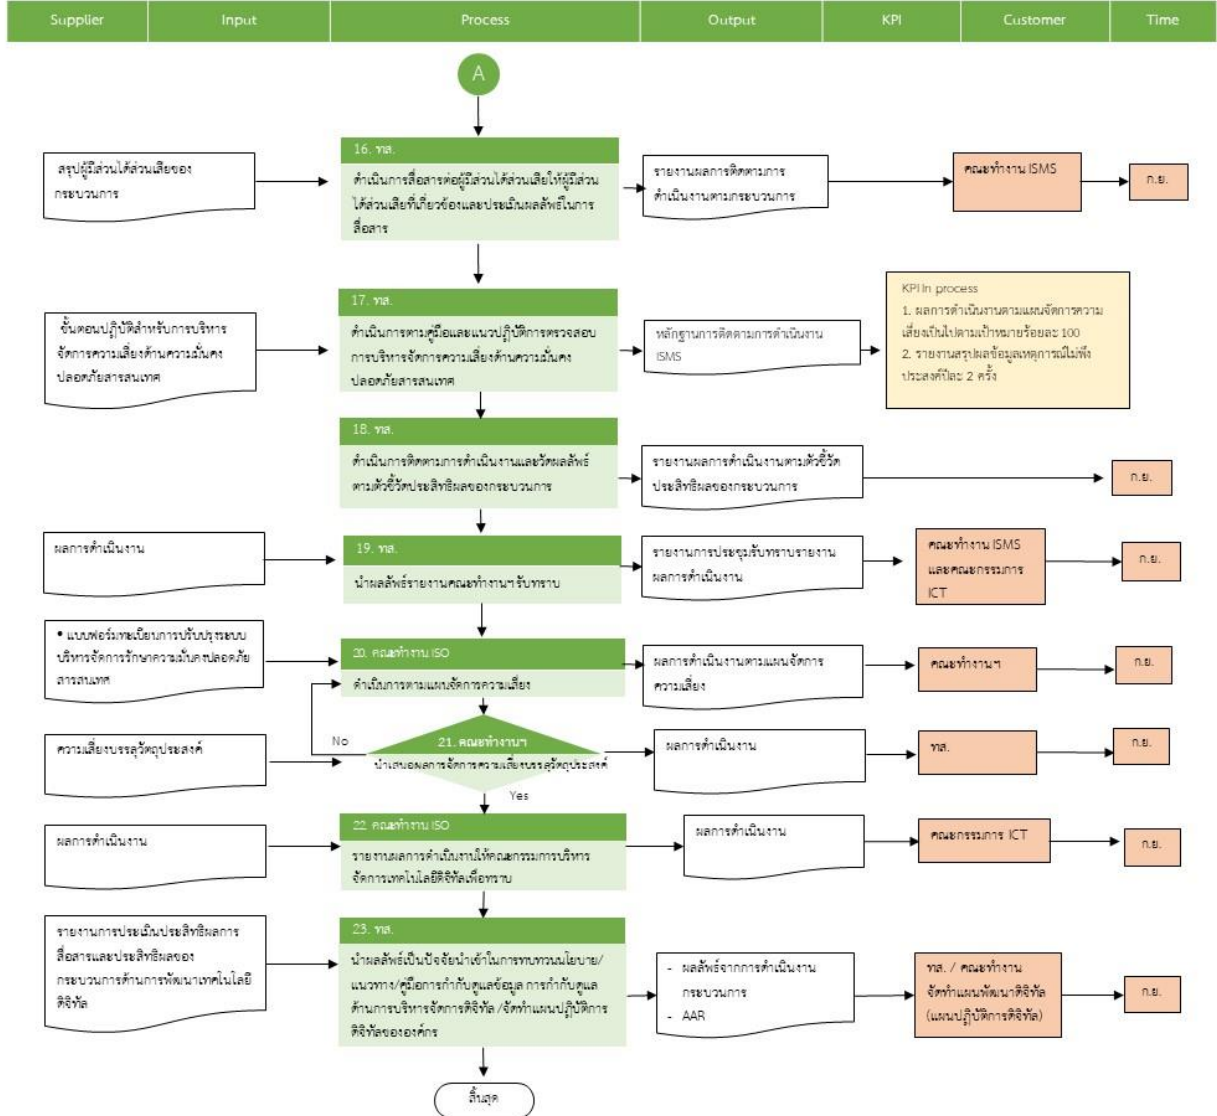 Supplier Input Process Output KPI Customer Time
A
สรุปผู้มีส่วนได้ส่วนเสียของ
กระบวนการ
16. ทส.
ดำเนินการสื่อสารต่อผู้มีส่วนได้ส่วนเสียให้ผู้มีส่วน
ได้ส่วนเสียที่เกี่ยวข้องและประเมินผลลัพธ์ในการ
สื่อสาร
รายงานผลการติดตามการ
ดำเนินงานตามกระบวนการ
คณะทำงาน ISMS
ก.ย.
ขั้นตอนปฏิบัติสำหรับการบริหาร
จัดการความเสี่ยงด้านความมั่นคง
ปลอดภัยสารสนเทศ
17. ทส.
ดำเนินการตามคู่มือและแนวปฏิบัติการตรวจสอบ
การบริหารจัดการความเสี่ยงด้านความมั่นคง
ปลอดภัยสารสนเทศ
หลักฐานการติดตามการดำเนินงาน
ISMS
KPI In process
1. ผลการดำเนินงานตามแผนจัดการความ
เสี่ยงเป็นไปตามเป้าหมายร้อยละ 100
2. รายงานสรุปผลข้อมูลเหตุการณ์ไม่พึง
ประสงค์ปีละ 2 ครั้ง
18. ทส.
ดำเนินการติดตามการดำเนินงานและวัดผลลัพธ์
ตามตัวชี้วัดประสิทธิผลของกระบวนการ
รายงานผลการดำเนินงานตามตัวชี้วัด
ประสิทธิผลของกระบวนการ
ก.ย.
ผลการดำเนินงาน
19. ทส.
นำผลลัพธ์รายงานคณะทำงานฯรับทราบ
รายงานการประชุมรับทราบรายงาน
ผลการดำเนินงาน
คณะทำงาน ISMS
และคณะกรรมการ
ICT
ก.ย.
• แบบฟอร์มทะเบียนการปรับปรุงระบบ
บริหารจัดการรักษาความมั่นคงปลอดภัย
สารสนเทศ
20. คณะทำงาน ISO
ดำเนินการตามแผนจัดการความเสี่ยง
ผลการดำเนินงานตามแผนจัดการ
ความเสี่ยง
คณะทำงานฯ
ก.ย.
ความเสี่ยงบรรลุวัตถุประสงค์
No
21. คณะทำงานฯ
นำเสนอผลการจัดการความเสี่ยงบรรลุวัตถุประสงค์
Yes
ผลการดำเนินงาน
ทส.
ก.ย.
ผลการดำเนินงาน
22. คณะทำงาน ISO
รายงานผลการดำเนินงานให้คณะกรรมการบริหาร
จัดการเทคโนโลยีดิจิทัลเพื่อทราบ
ผลการดำเนินงาน
คณะกรรมการ ICT
ก.ย.
รายงานการประเมินประสิทธิผลการ
สื่อสารและประสิทธิผลของ
กระบวนการด้านการพัฒนาเทคโนโลยี
ดิจิทัล
23. ทส.
นำผลลัพธ์เป็นปัจจัยนำเข้าในการทบทวนนโยบาย/
แนวทาง/คู่มือการกำกับดูแลข้อมูล การกำกับดูแล
ด้านการบริหารจัดการดิจิทัล /จัดทำแผนปฏิบัติการ
ดิจิทัลขององค์กร
- ผลลัพธ์จากการดำเนินงาน
กระบวนการ
- AAR
ทส. / คณะทำงาน
จัดทำแผนพัฒนาดิจิทัล
(แผนปฏิบัติการดิจิทัล)
ก.ย.
สิ้นสุด